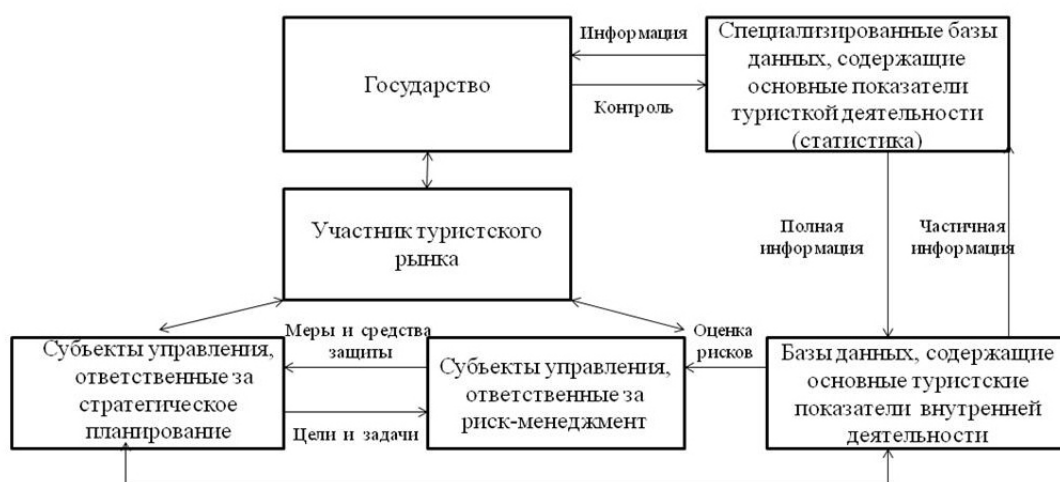 Государство
Информация
Контроль
Специализированные базы
данных, содержащие
основные показатели
туристкой деятельности
(статистика)
Участник туристского
рынка
Полная
информация
Частичная
информация
Меры и средства
защиты
Оценка
рисков
Субъекты управления,
ответственные за
стратегическое
планирование
Цели и задачи
Субъекты управления,
ответственные за
риск-менеджмент
Базы данных, содержащие
основные туристские
показатели внутренней
деятельности